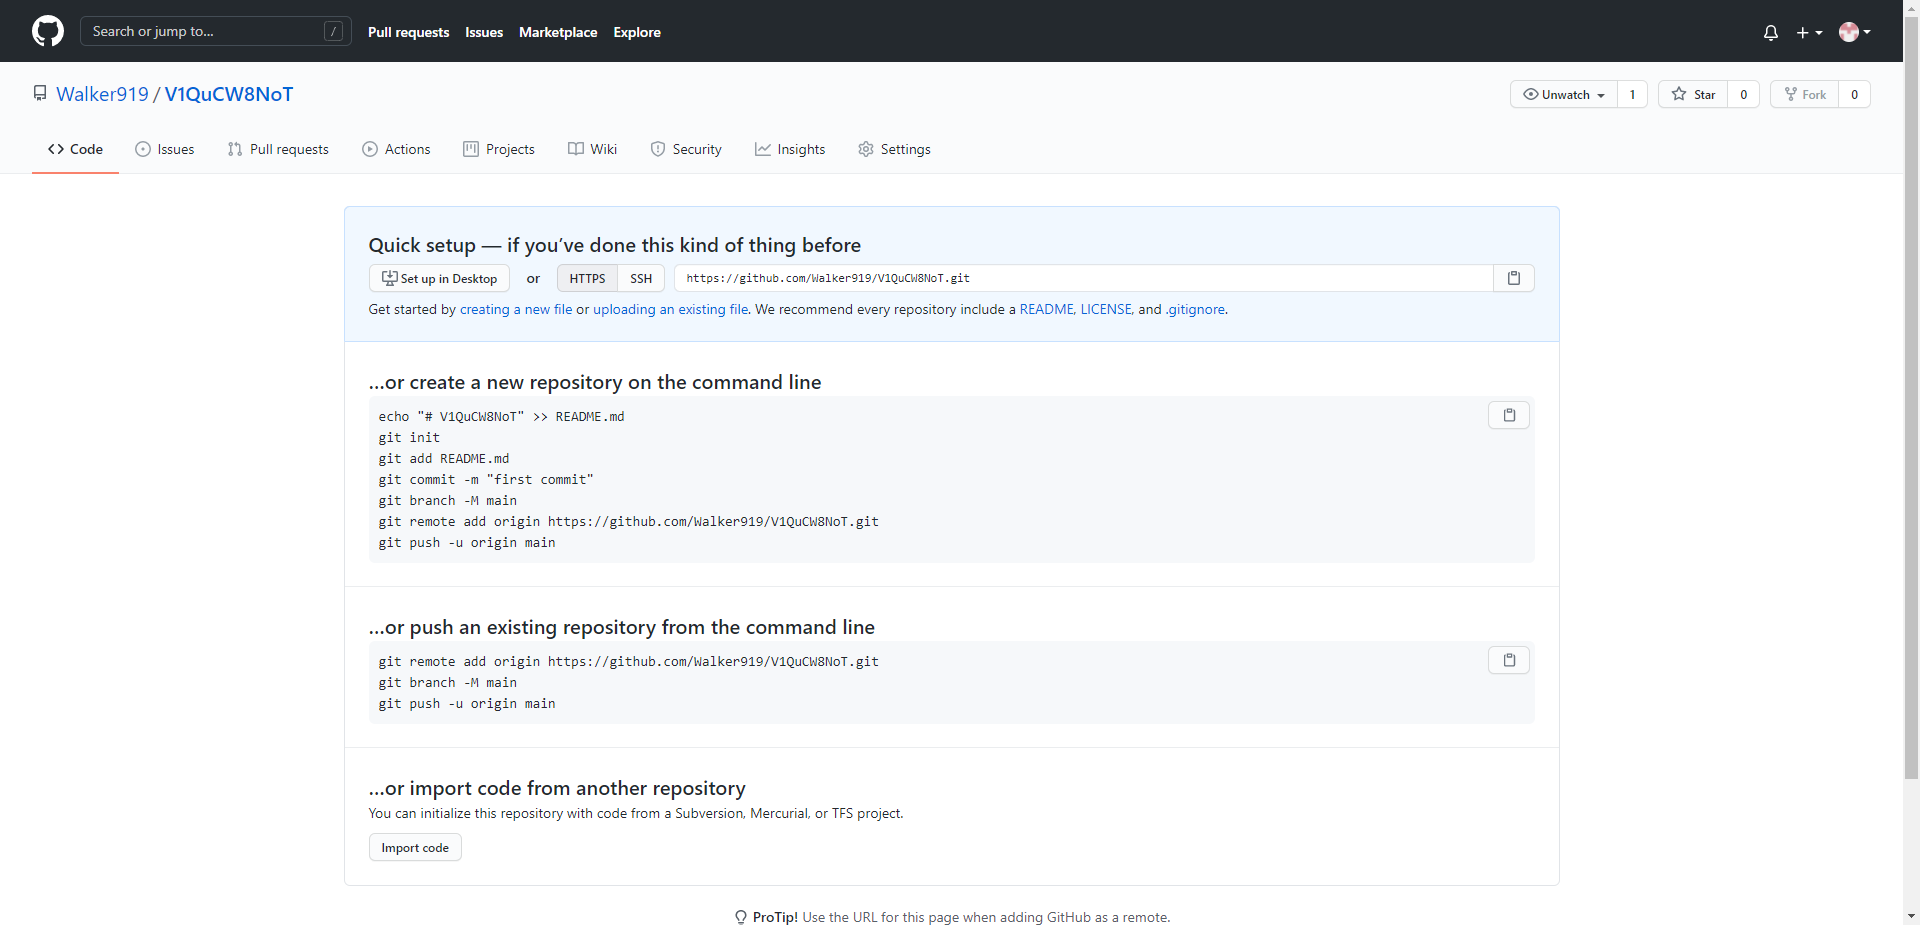 Search or jump to... /
Pull requests Issues Marketplace Explore
Walker919 / V1QuCW8NoT
Unwatch 1 Star 0 Fork 0
Code Issues Pull requests Actions Projects Wiki Security Insights Settings
Quick setup — if you’ve done this kind of thing before
Set up in Desktop or HTTPS SSH https://github.com/Walker919/V1QuCW8NoT.git
Get started by creating a new file or uploading an existing file. We recommend every repository include a README, LICENSE, and .gitignore.
…or create a new repository on the command line
echo "# V1QuCW8NoT" >> README.md
git init
git add README.md
git commit -m "first commit"
git branch -M main
git remote add origin https://github.com/Walker919/V1QuCW8NoT.git
git push -u origin main
…or push an existing repository from the command line
git remote add origin https://github.com/Walker919/V1QuCW8NoT.git
git branch -M main
git push -u origin main
…or import code from another repository
You can initialize this repository with code from a Subversion, Mercurial, or TFS project.
Import code
ProTip! Use the URL for this page when adding GitHub as a remote.